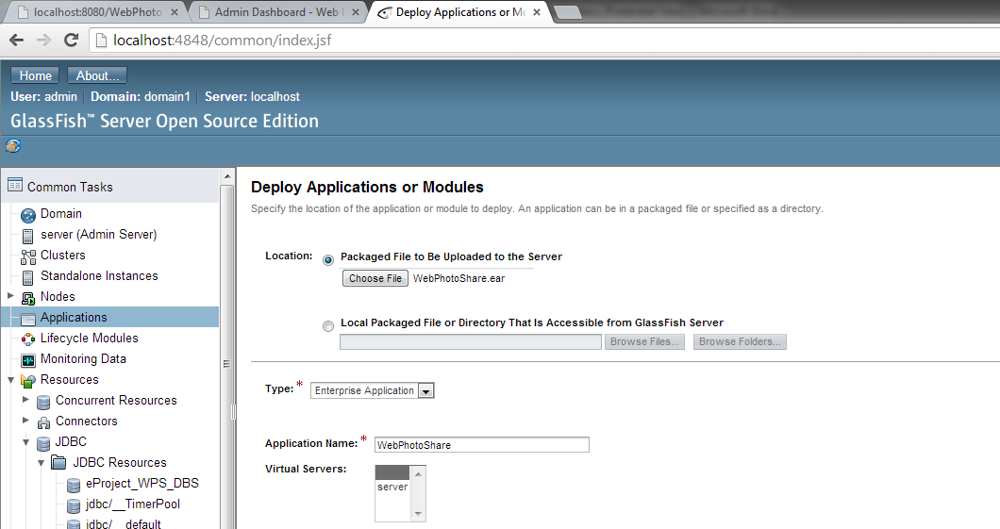 localhost:8080/WebPhoto
Admin Dashboard - Web
Deploy Applications or M
localhost:4848/common/index.jsf
Home About...
User: admin Domain: domain1 Server: localhost
GlassFish™ Server Open Source Edition
Common Tasks
Domain
server (Admin Server)
Clusters
Standalone Instances
Nodes
Applications
Lifecycle Modules
Monitoring Data
Resources
Concurrent Resources
Connectors
JDBC
JDBC Resources
eProject_WPS_DBS
jdbc/__TimerPool
jdbc/__default
Deploy Applications or Modules
Specify the location of the application or module to deploy. An application can be in a packaged file or specified as a directory.
Location: Packaged File to Be Uploaded to the Server
Choose File WebPhotoShare.ear
Local Packaged File or Directory That Is Accessible from GlassFish Server
Browse Files... Browse Folders...
Type: * Enterprise Application
Application Name: * WebPhotoShare
Virtual Servers:
server